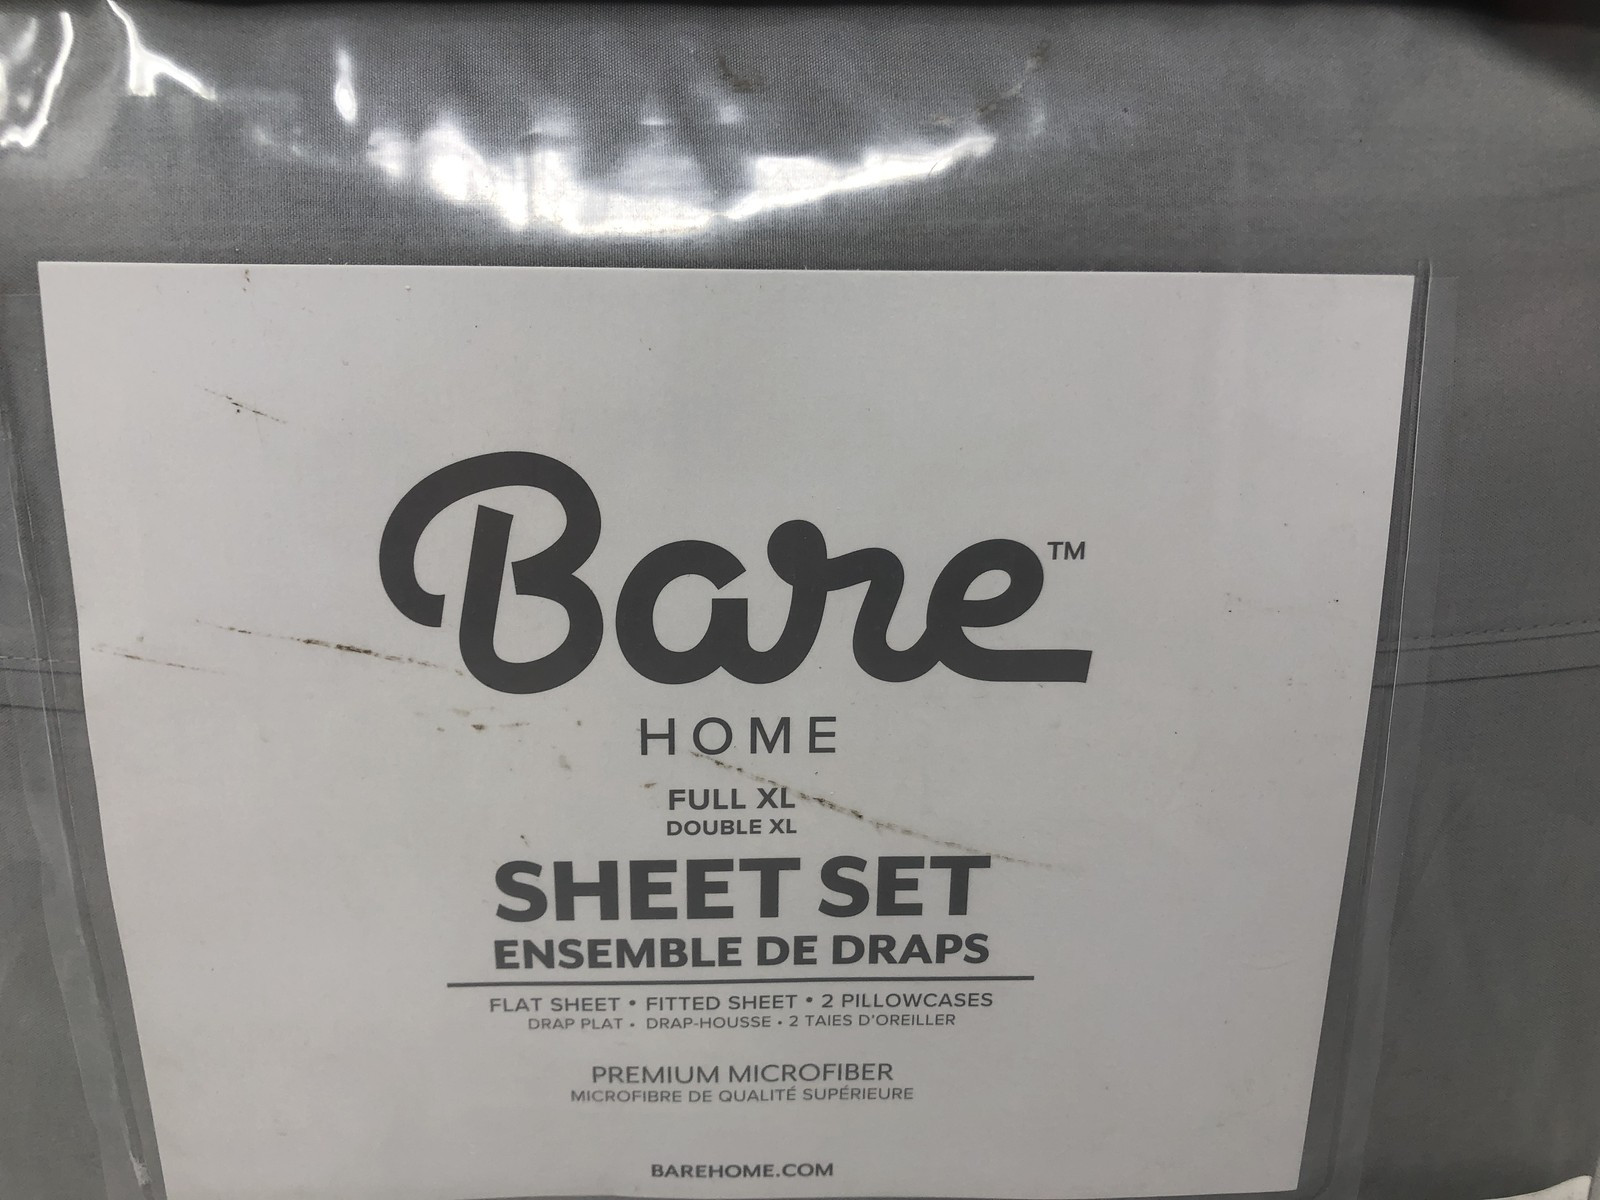 Bare™
HOME
FULL XL
DOUBLE XL
SHEET SET
ENSEMBLE DE DRAPS
FLAT SHEET • FITTED SHEET • 2 PILLOWCASES
DRAP PLAT • DRAP-HOUSSE • 2 TAIES D'OREILLER
PREMIUM MICROFIBER
MICROFIBRE DE QUALITÉ SUPÉRIEURE
BAREHOME.COM